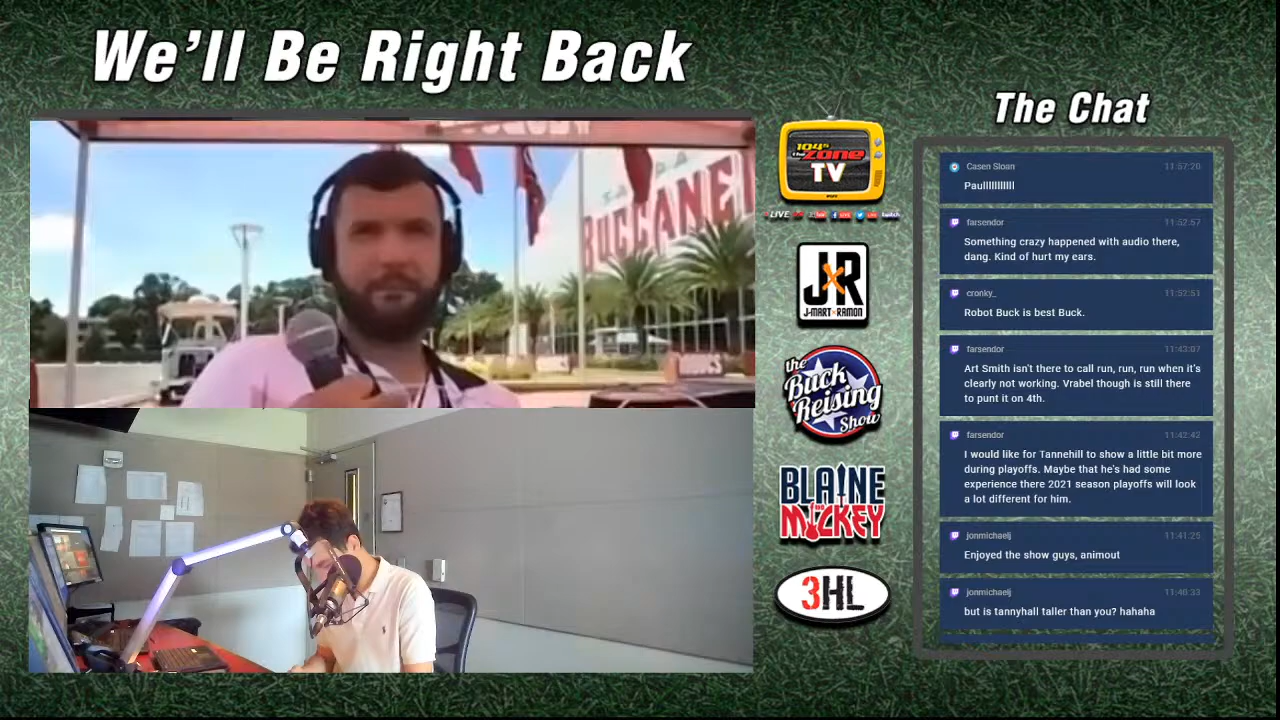 We'll Be Right Back
The Chat
TAMPA
BUCCANE
104.5
the zone
TV
LIVE
J×R
J-MART × RAMON
the
Buck
Reising
Show
BLAINE
AND
MICKEY
3HL
Casen Sloan 11:57:20
Paullllllllllll
farsendor 11:52:57
Something crazy happened with audio there,
dang. Kind of hurt my ears.
cronky_ 11:52:51
Robot Buck is best Buck.
farsendor 11:43:07
Art Smith isn't there to call run, run, run when it's
clearly not working. Vrabel though is still there
to punt it on 4th.
farsendor 11:42:42
I would like for Tannehill to show a little bit more
during playoffs. Maybe that he's had some
experience there 2021 season playoffs will look
a lot different for him.
jonmichaelj 11:41:25
Enjoyed the show guys, animout
jonmichaelj 11:40:33
but is tannyhall taller than you? hahaha